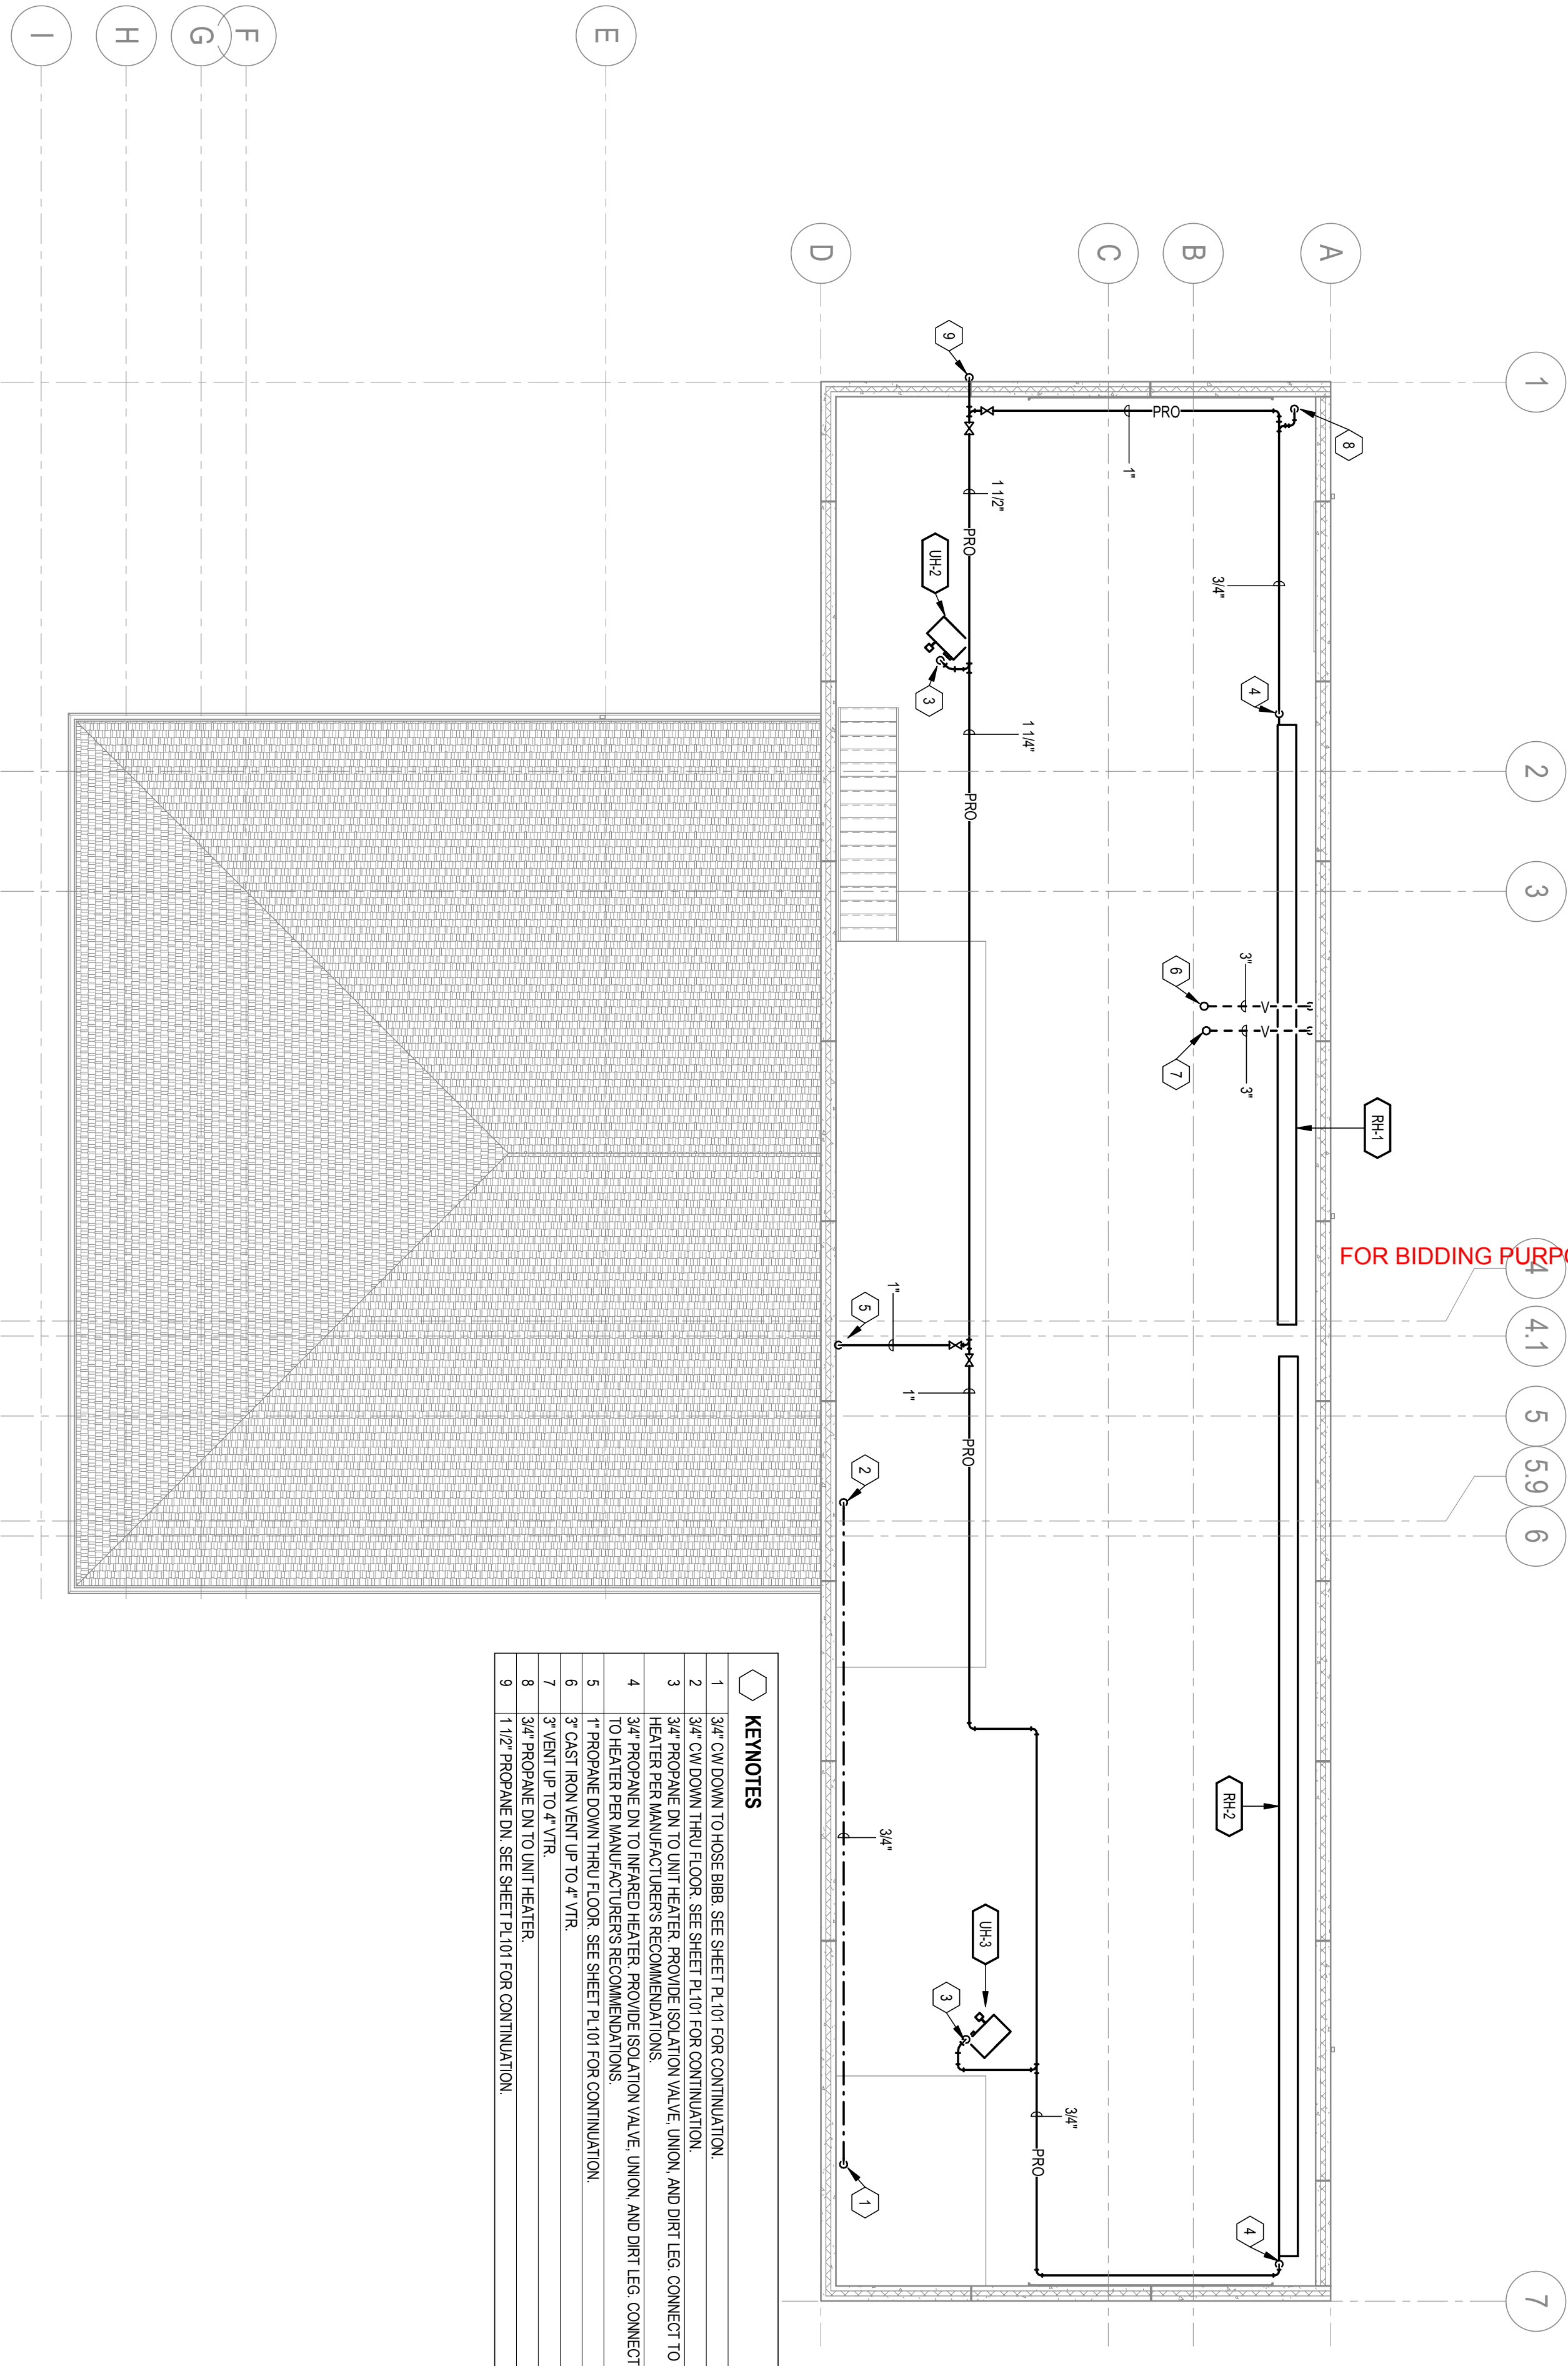 1
2
3
4
4.1
5
5.9
6
7
A
B
C
D
E
F
G
H
I
FOR BIDDING PURPO
8
RH-1
PRO
1"
3/4"
4
3"
V
6
3"
V
7
RH-2
4
9
1 1/2"
PRO
UH-2
3
1 1/4"
PRO
1"
5
1"
PRO
2
3/4"
UH-3
3
3/4"
PRO
1
KEYNOTES
1 3/4" CW DOWN TO HOSE BIBB. SEE SHEET PL101 FOR CONTINUATION.
2 3/4" CW DOWN THRU FLOOR. SEE SHEET PL101 FOR CONTINUATION.
3 3/4" PROPANE DN TO UNIT HEATER. PROVIDE ISOLATION VALVE, UNION, AND DIRT LEG. CONNECT TO
HEATER PER MANUFACTURER'S RECOMMENDATIONS.
4 3/4" PROPANE DN TO INFARED HEATER. PROVIDE ISOLATION VALVE, UNION, AND DIRT LEG. CONNECT
TO HEATER PER MANUFACTURER'S RECOMMENDATIONS.
5 1" PROPANE DOWN THRU FLOOR. SEE SHEET PL101 FOR CONTINUATION.
6 3" CAST IRON VENT UP TO 4" VTR.
7 3" VENT UP TO 4" VTR.
8 3/4" PROPANE DN TO UNIT HEATER.
9 1 1/2" PROPANE DN. SEE SHEET PL101 FOR CONTINUATION.